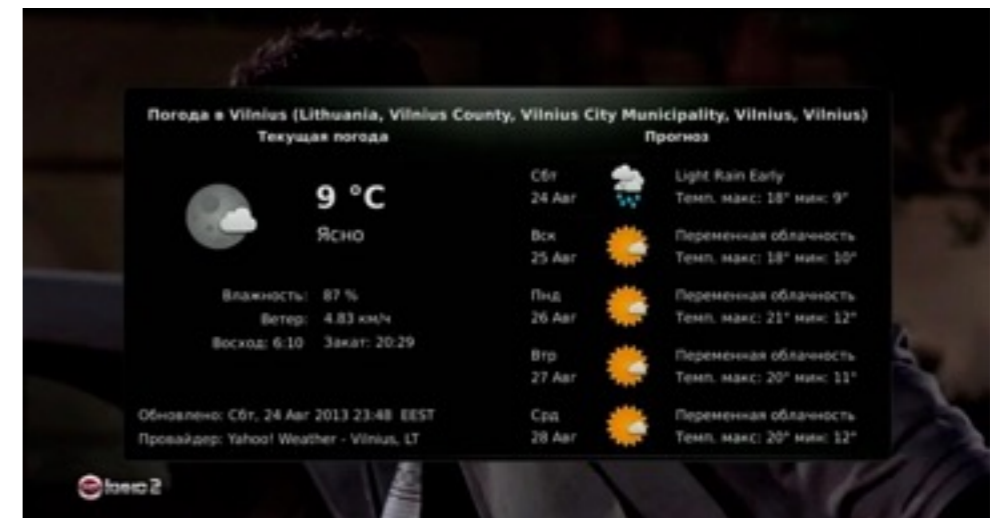 Погода в Vilnius (Lithuania, Vilnius County, Vilnius City Municipality, Vilnius, Vilnius)
Текущая погода
9 °C
Ясно
Влажность: 87 %
Ветер: 4.83 км/ч
Восход: 6:10 Закат: 20:29
Обновлено: Сбт, 24 Авг 2013 23:48 EEST
Провайдер: Yahoo! Weather - Vilnius, LT
Прогноз
Сбт Light Rain Early
24 Авг Темп. макс: 18° мин: 9°
Вск Переменная облачность
25 Авг Темп. макс: 18° мин: 10°
Пнд Переменная облачность
26 Авг Темп. макс: 21° мин: 12°
Втр Переменная облачность
27 Авг Темп. макс: 20° мин: 11°
Срд Переменная облачность
28 Авг Темп. макс: 20° мин: 12°
2